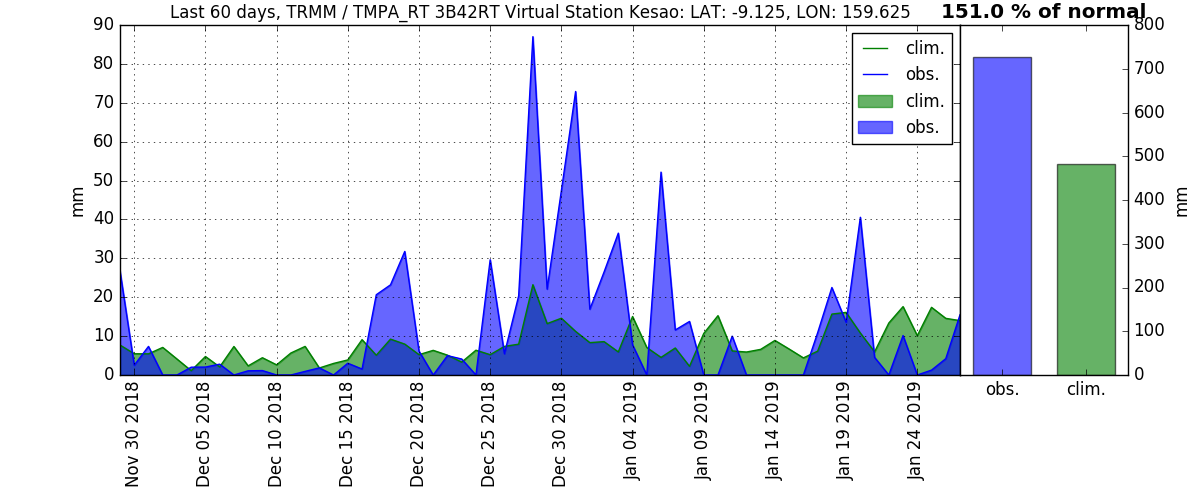 Last 60 days, TRMM / TMPA_RT 3B42RT Virtual Station Kesao: LAT: -9.125, LON: 159.625
151.0 % of normal
90
80
70
60
50
40
30
20
10
0
mm
clim.
obs.
clim.
obs.
800
700
600
500
400
300
200
100
0
mm
obs.
clim.
Nov 30 2018
Dec 05 2018
Dec 10 2018
Dec 15 2018
Dec 20 2018
Dec 25 2018
Dec 30 2018
Jan 04 2019
Jan 09 2019
Jan 14 2019
Jan 19 2019
Jan 24 2019